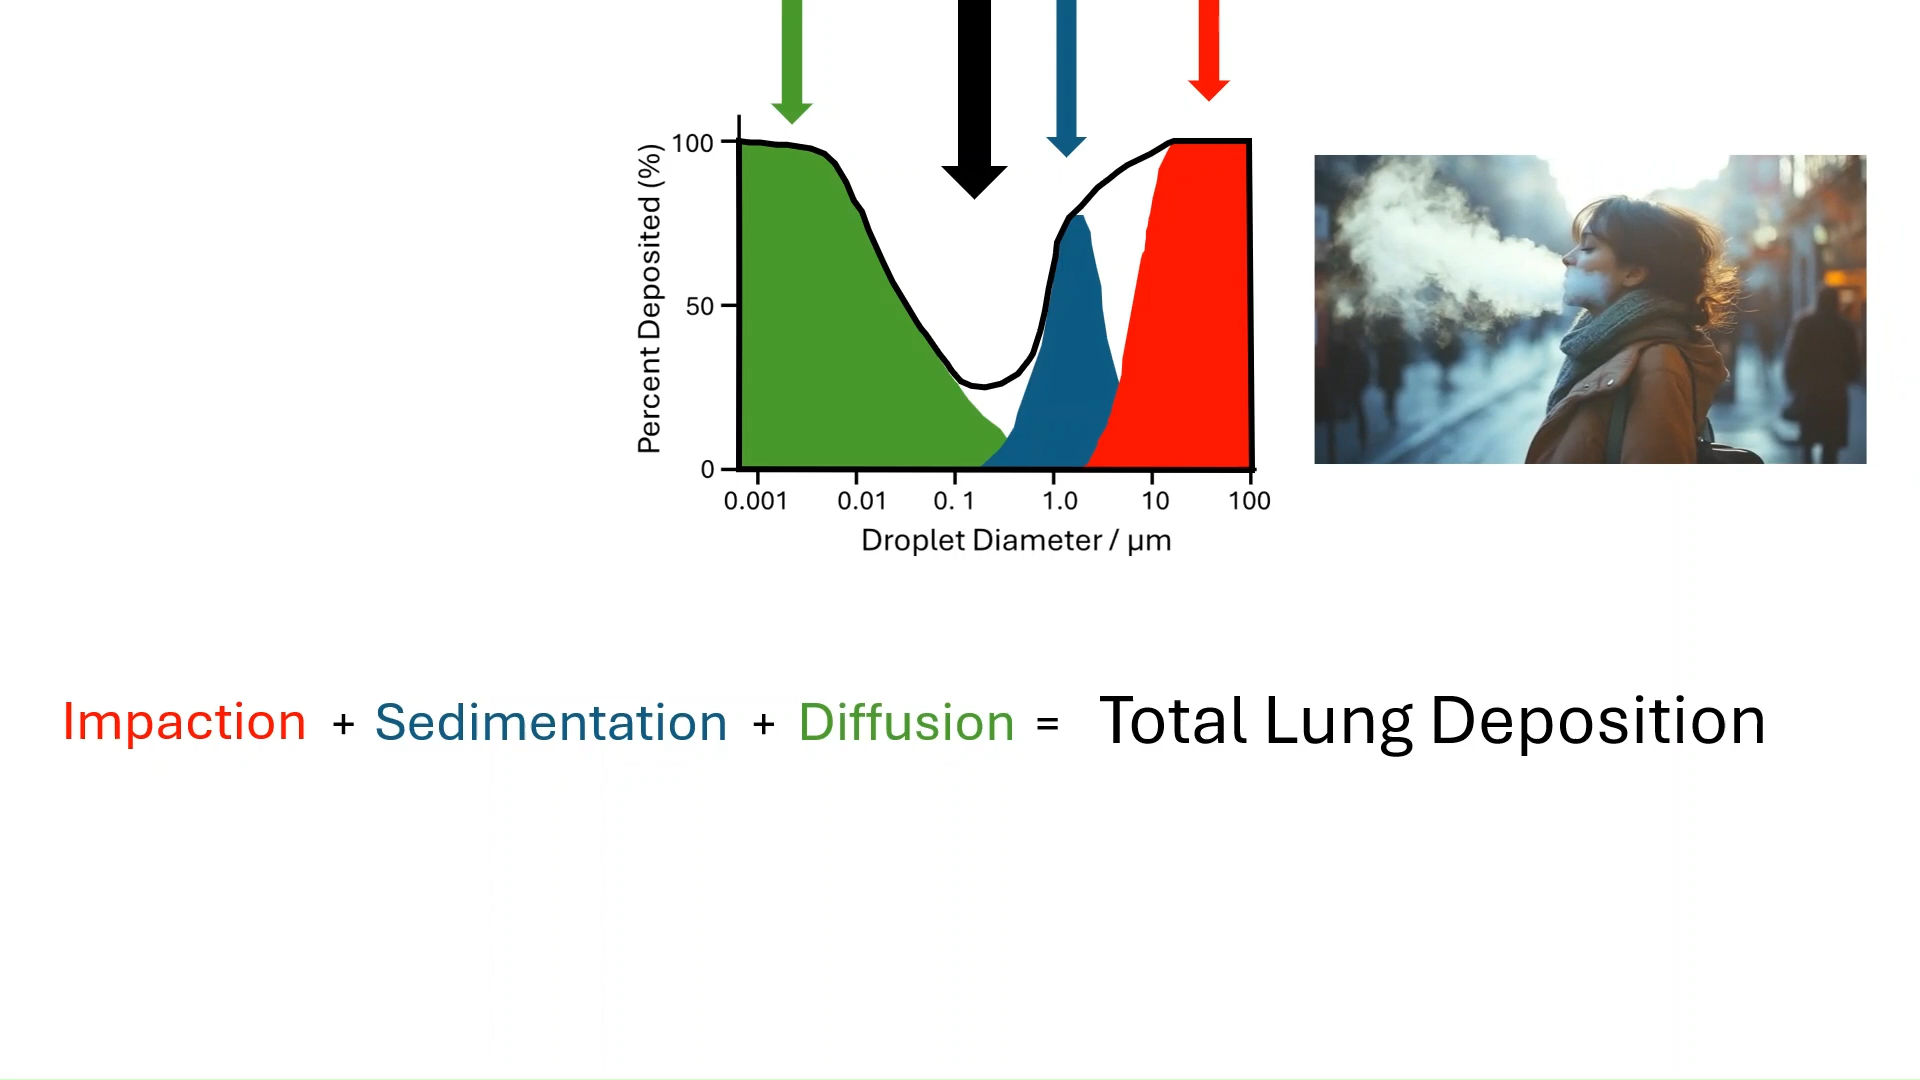 Percent Deposited (%)
100
50
0
0.001 0.01 0. 1 1.0 10 100
Droplet Diameter / µm
Impaction + Sedimentation + Diffusion = Total Lung Deposition